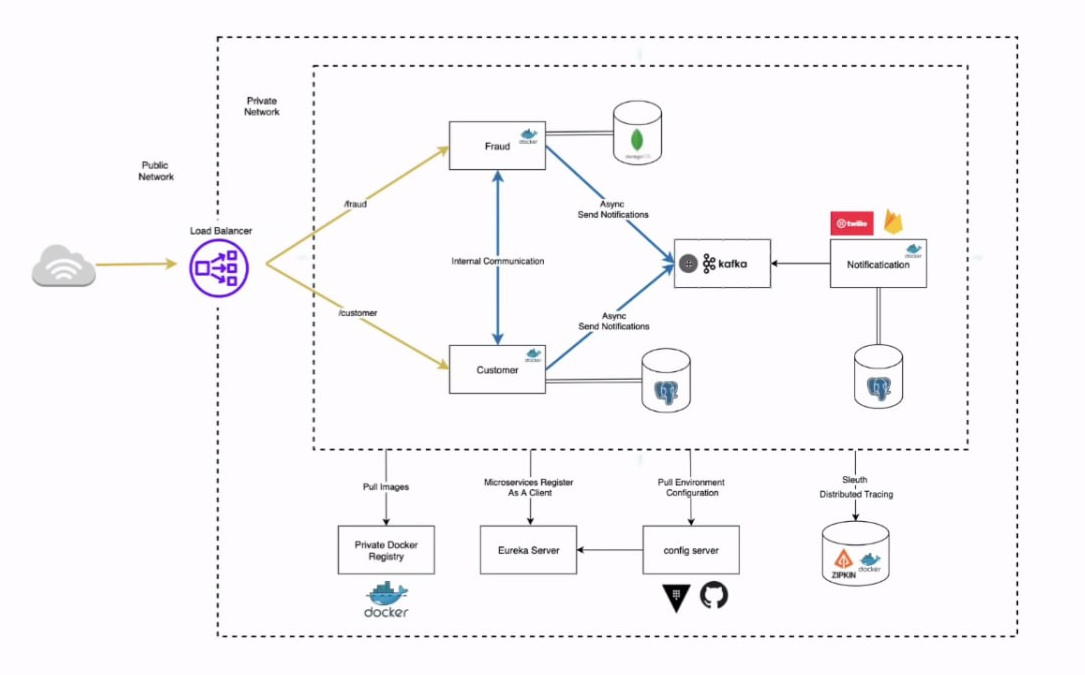 Private
Network
Public
Network
Load Balancer
/fraud
/customer
Fraud
docker
mongoDB
Async
Send Notifications
Internal Communication
kafka
twilio
docker
Notificatication
Async
Send Notifications
docker
Customer
Pull Images
Microservices Register
As A Client
Pull Environment
Configuration
Sleuth
Distributed Tracing
Private Docker
Registry
Eureka Server
config server
ZIPKIN
docker
docker